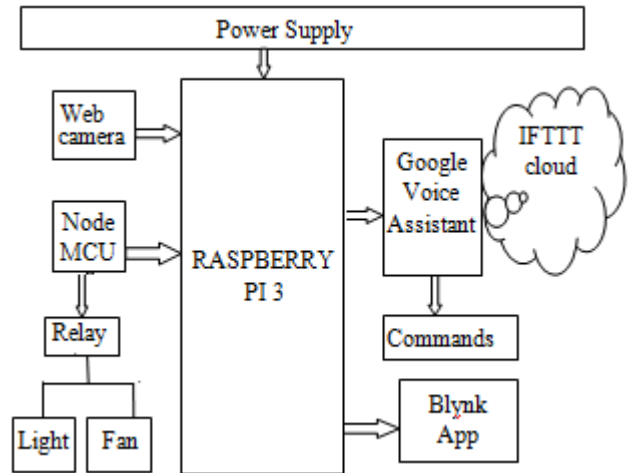 Power Supply
Web
camera
Node
MCU
Relay
Light
Fan
RASPBERRY
PI 3
Google
Voice
Assistant
IFTTT
cloud
Commands
Blynk
App